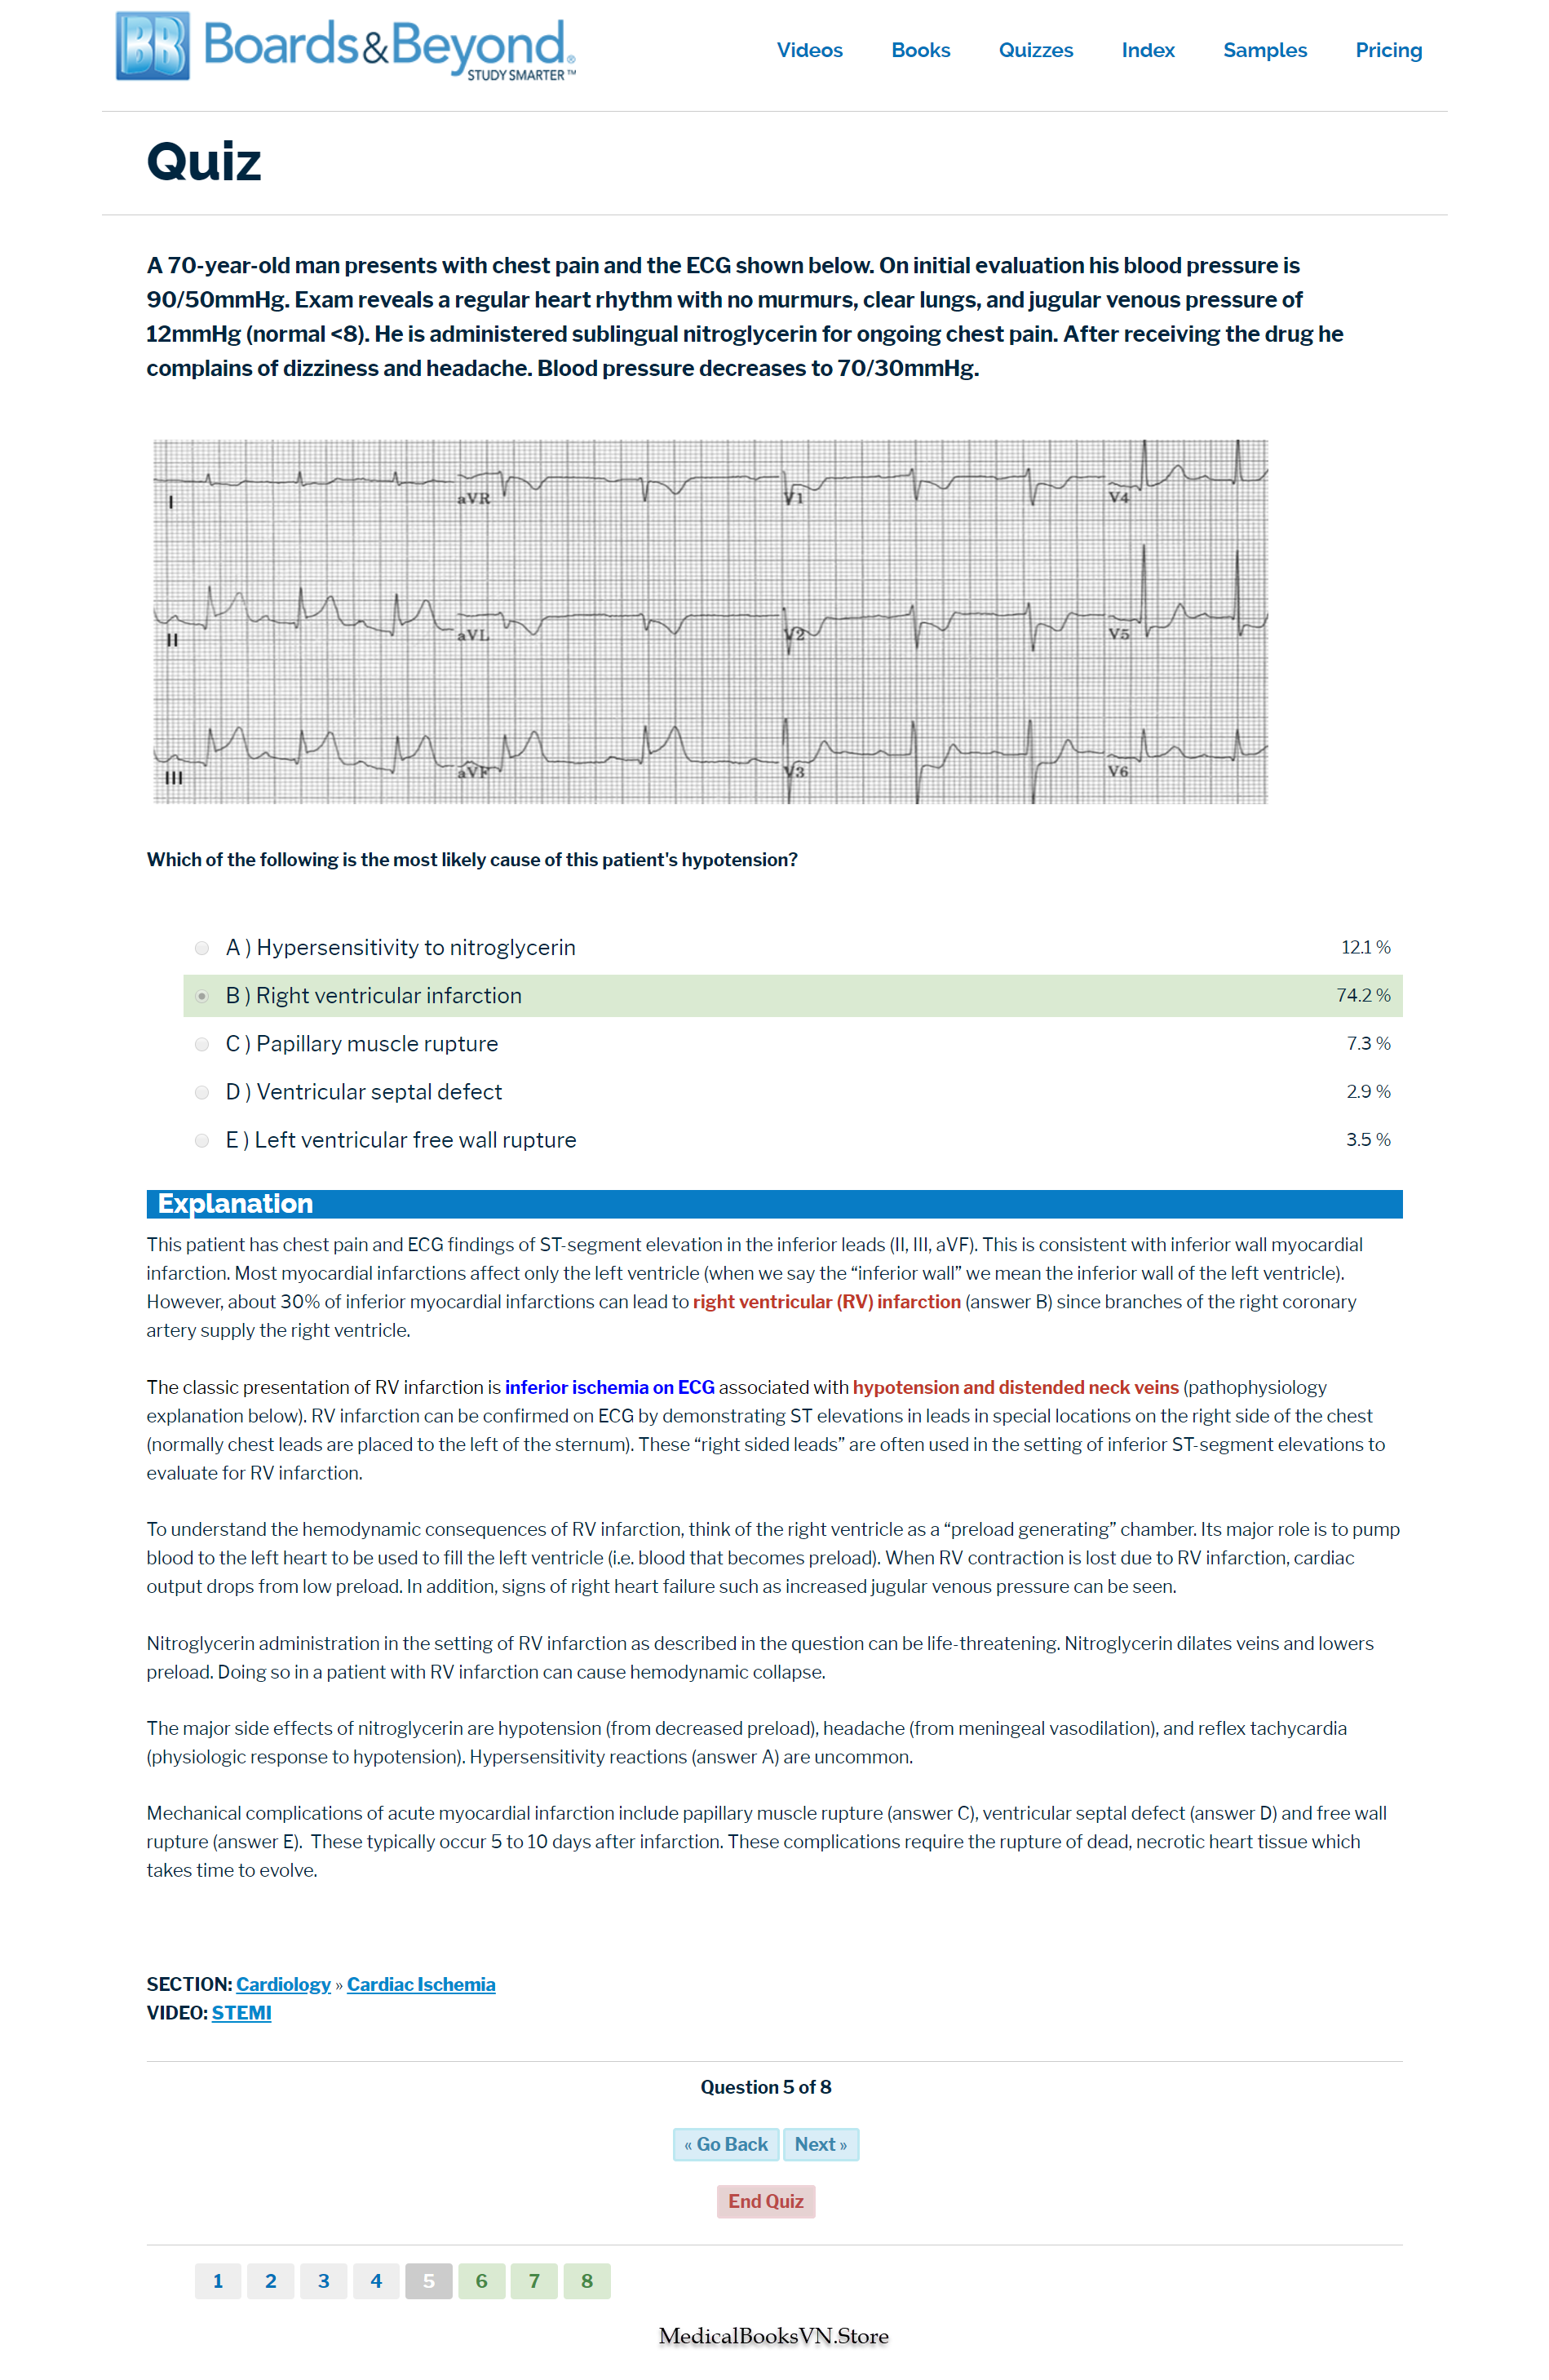 BB Boards&Beyond® STUDY SMARTER™
Videos Books Quizzes Index Samples Pricing
Quiz
A 70-year-old man presents with chest pain and the ECG shown below. On initial evaluation his blood pressure is
90/50mmHg. Exam reveals a regular heart rhythm with no murmurs, clear lungs, and jugular venous pressure of
12mmHg (normal <8). He is administered sublingual nitroglycerin for ongoing chest pain. After receiving the drug he
complains of dizziness and headache. Blood pressure decreases to 70/30mmHg.
I aVR V1 V4
II aVL V2 V5
III aVF V3 V6
Which of the following is the most likely cause of this patient's hypotension?
A ) Hypersensitivity to nitroglycerin 12.1 %
B ) Right ventricular infarction 74.2 %
C ) Papillary muscle rupture 7.3 %
D ) Ventricular septal defect 2.9 %
E ) Left ventricular free wall rupture 3.5 %
Explanation
This patient has chest pain and ECG findings of ST-segment elevation in the inferior leads (II, III, aVF). This is consistent with inferior wall myocardial
infarction. Most myocardial infarctions affect only the left ventricle (when we say the “inferior wall” we mean the inferior wall of the left ventricle).
However, about 30% of inferior myocardial infarctions can lead to right ventricular (RV) infarction (answer B) since branches of the right coronary
artery supply the right ventricle.
The classic presentation of RV infarction is inferior ischemia on ECG associated with hypotension and distended neck veins (pathophysiology
explanation below). RV infarction can be confirmed on ECG by demonstrating ST elevations in leads in special locations on the right side of the chest
(normally chest leads are placed to the left of the sternum). These “right sided leads” are often used in the setting of inferior ST-segment elevations to
evaluate for RV infarction.
To understand the hemodynamic consequences of RV infarction, think of the right ventricle as a “preload generating” chamber. Its major role is to pump
blood to the left heart to be used to fill the left ventricle (i.e. blood that becomes preload). When RV contraction is lost due to RV infarction, cardiac
output drops from low preload. In addition, signs of right heart failure such as increased jugular venous pressure can be seen.
Nitroglycerin administration in the setting of RV infarction as described in the question can be life-threatening. Nitroglycerin dilates veins and lowers
preload. Doing so in a patient with RV infarction can cause hemodynamic collapse.
The major side effects of nitroglycerin are hypotension (from decreased preload), headache (from meningeal vasodilation), and reflex tachycardia
(physiologic response to hypotension). Hypersensitivity reactions (answer A) are uncommon.
Mechanical complications of acute myocardial infarction include papillary muscle rupture (answer C), ventricular septal defect (answer D) and free wall
rupture (answer E). These typically occur 5 to 10 days after infarction. These complications require the rupture of dead, necrotic heart tissue which
takes time to evolve.
SECTION: Cardiology » Cardiac Ischemia
VIDEO: STEMI
Question 5 of 8
« Go Back Next »
End Quiz
1 2 3 4 5 6 7 8
MedicalBooksVN.Store